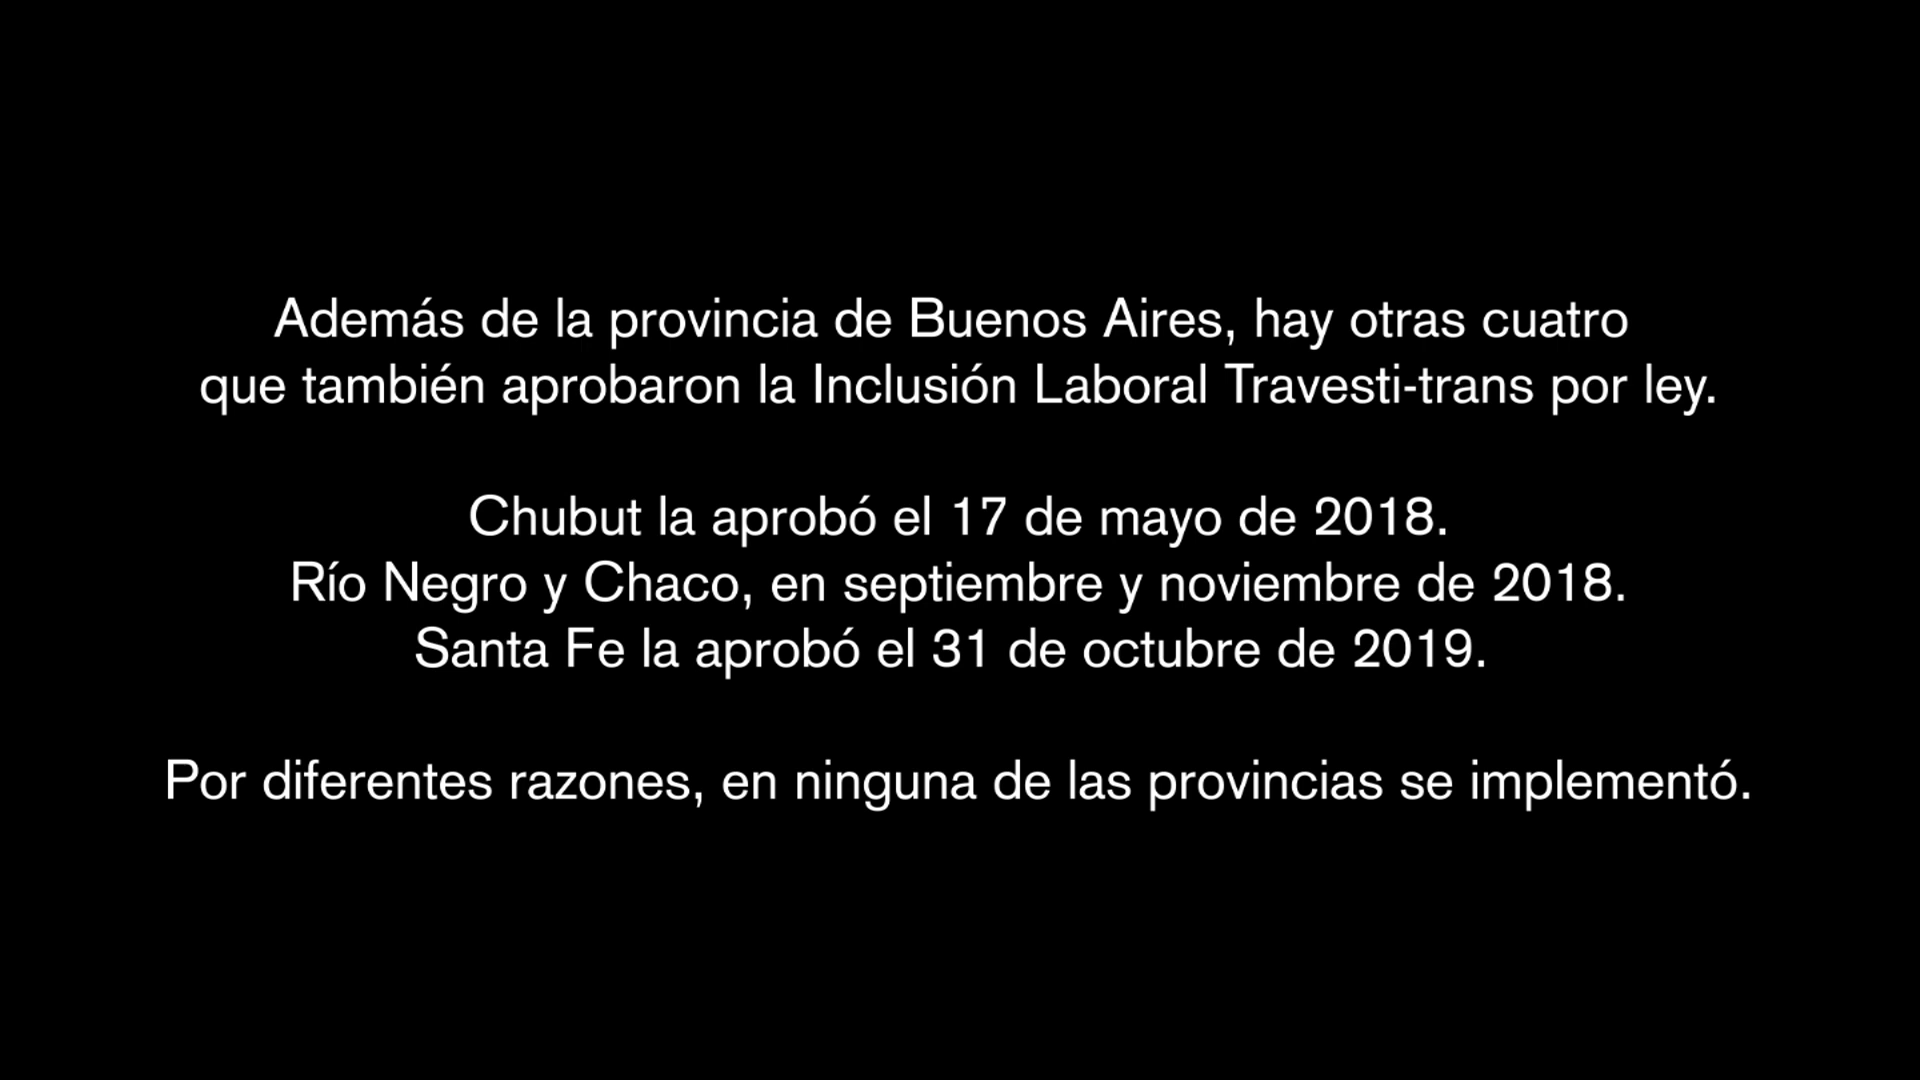 Además de la provincia de Buenos Aires, hay otras cuatro
que también aprobaron la Inclusión Laboral Travesti-trans por ley.
Chubut la aprobó el 17 de mayo de 2018.
Río Negro y Chaco, en septiembre y noviembre de 2018.
Santa Fe la aprobó el 31 de octubre de 2019.
Por diferentes razones, en ninguna de las provincias se implementó.